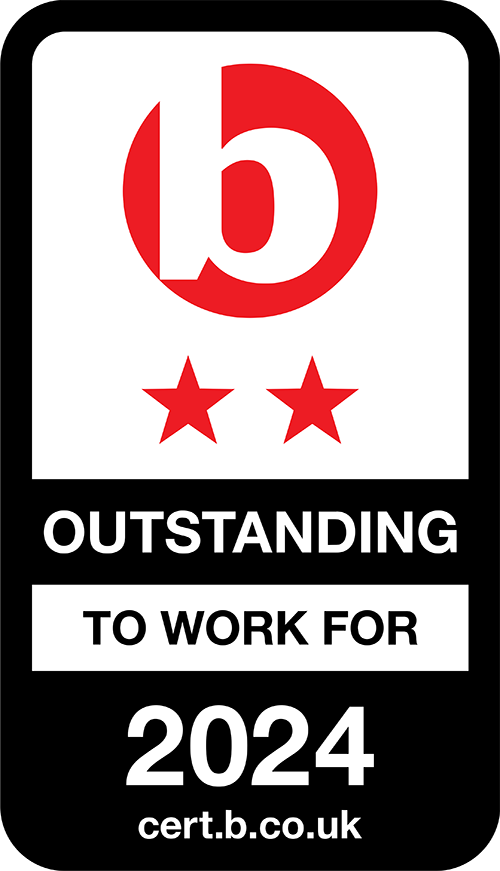 b
OUTSTANDING
TO WORK FOR
2024
cert.b.co.uk